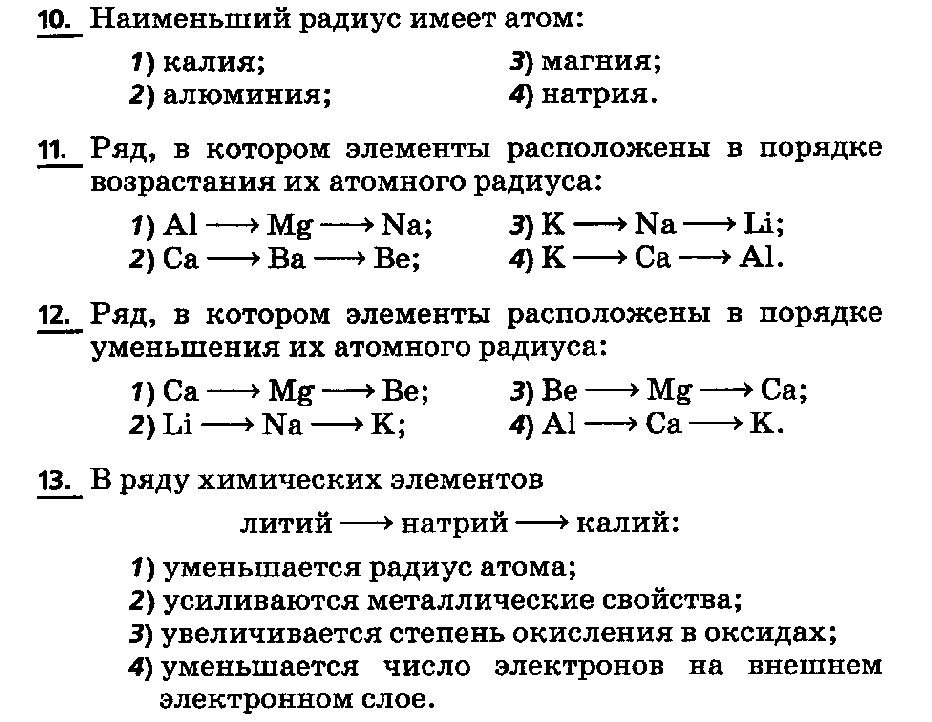 10. Наименьший радиус имеет атом:
1) калия; 3) магния;
2) алюминия; 4) натрия.
11. Ряд, в котором элементы расположены в порядке
возрастания их атомного радиуса:
1) Al ⟶ Mg ⟶ Na; 3) K ⟶ Na ⟶ Li;
2) Ca ⟶ Ba ⟶ Be; 4) K ⟶ Ca ⟶ Al.
12. Ряд, в котором элементы расположены в порядке
уменьшения их атомного радиуса:
1) Ca ⟶ Mg ⟶ Be; 3) Be ⟶ Mg ⟶ Ca;
2) Li ⟶ Na ⟶ K; 4) Al ⟶ Ca ⟶ K.
13. В ряду химических элементов
литий ⟶ натрий ⟶ калий:
1) уменьшается радиус атома;
2) усиливаются металлические свойства;
3) увеличивается степень окисления в оксидах;
4) уменьшается число электронов на внешнем
электронном слое.